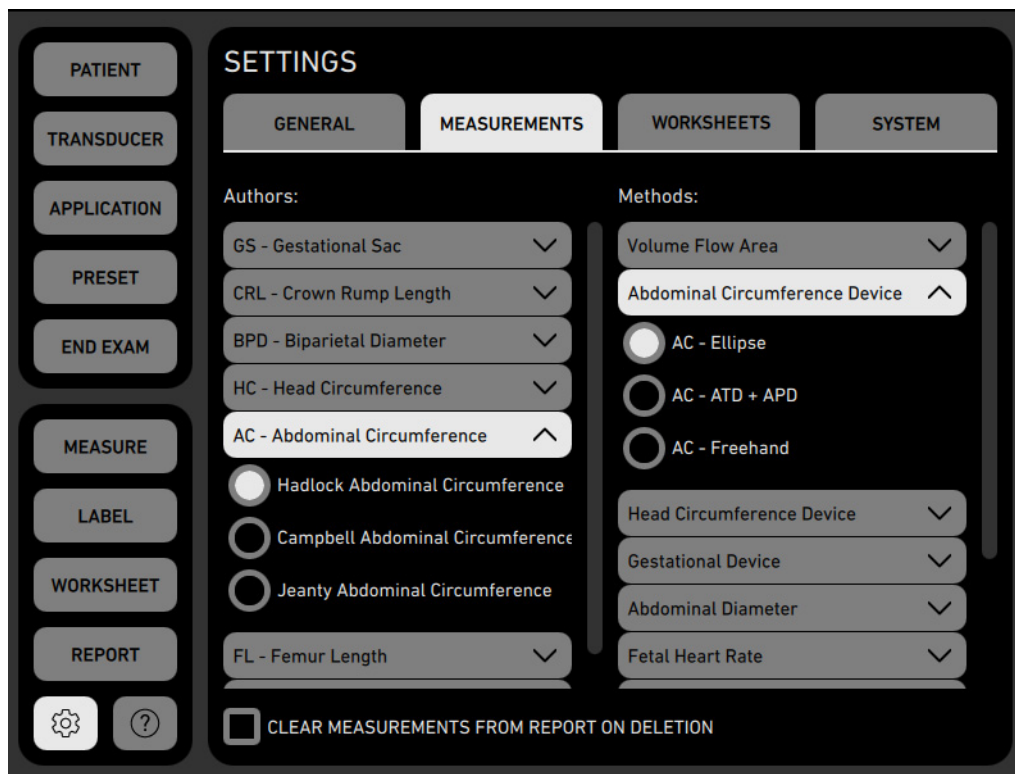 PATIENT
TRANSDUCER
APPLICATION
PRESET
END EXAM
MEASURE
LABEL
WORKSHEET
REPORT
?
SETTINGS
GENERAL
MEASUREMENTS
WORKSHEETS
SYSTEM
Authors:
GS - Gestational Sac
CRL - Crown Rump Length
BPD - Biparietal Diameter
HC - Head Circumference
AC - Abdominal Circumference
Hadlock Abdominal Circumference
Campbell Abdominal Circumference
Jeanty Abdominal Circumference
FL - Femur Length
Methods:
Volume Flow Area
Abdominal Circumference Device
AC - Ellipse
AC - ATD + APD
AC - Freehand
Head Circumference Device
Gestational Device
Abdominal Diameter
Fetal Heart Rate
CLEAR MEASUREMENTS FROM REPORT ON DELETION